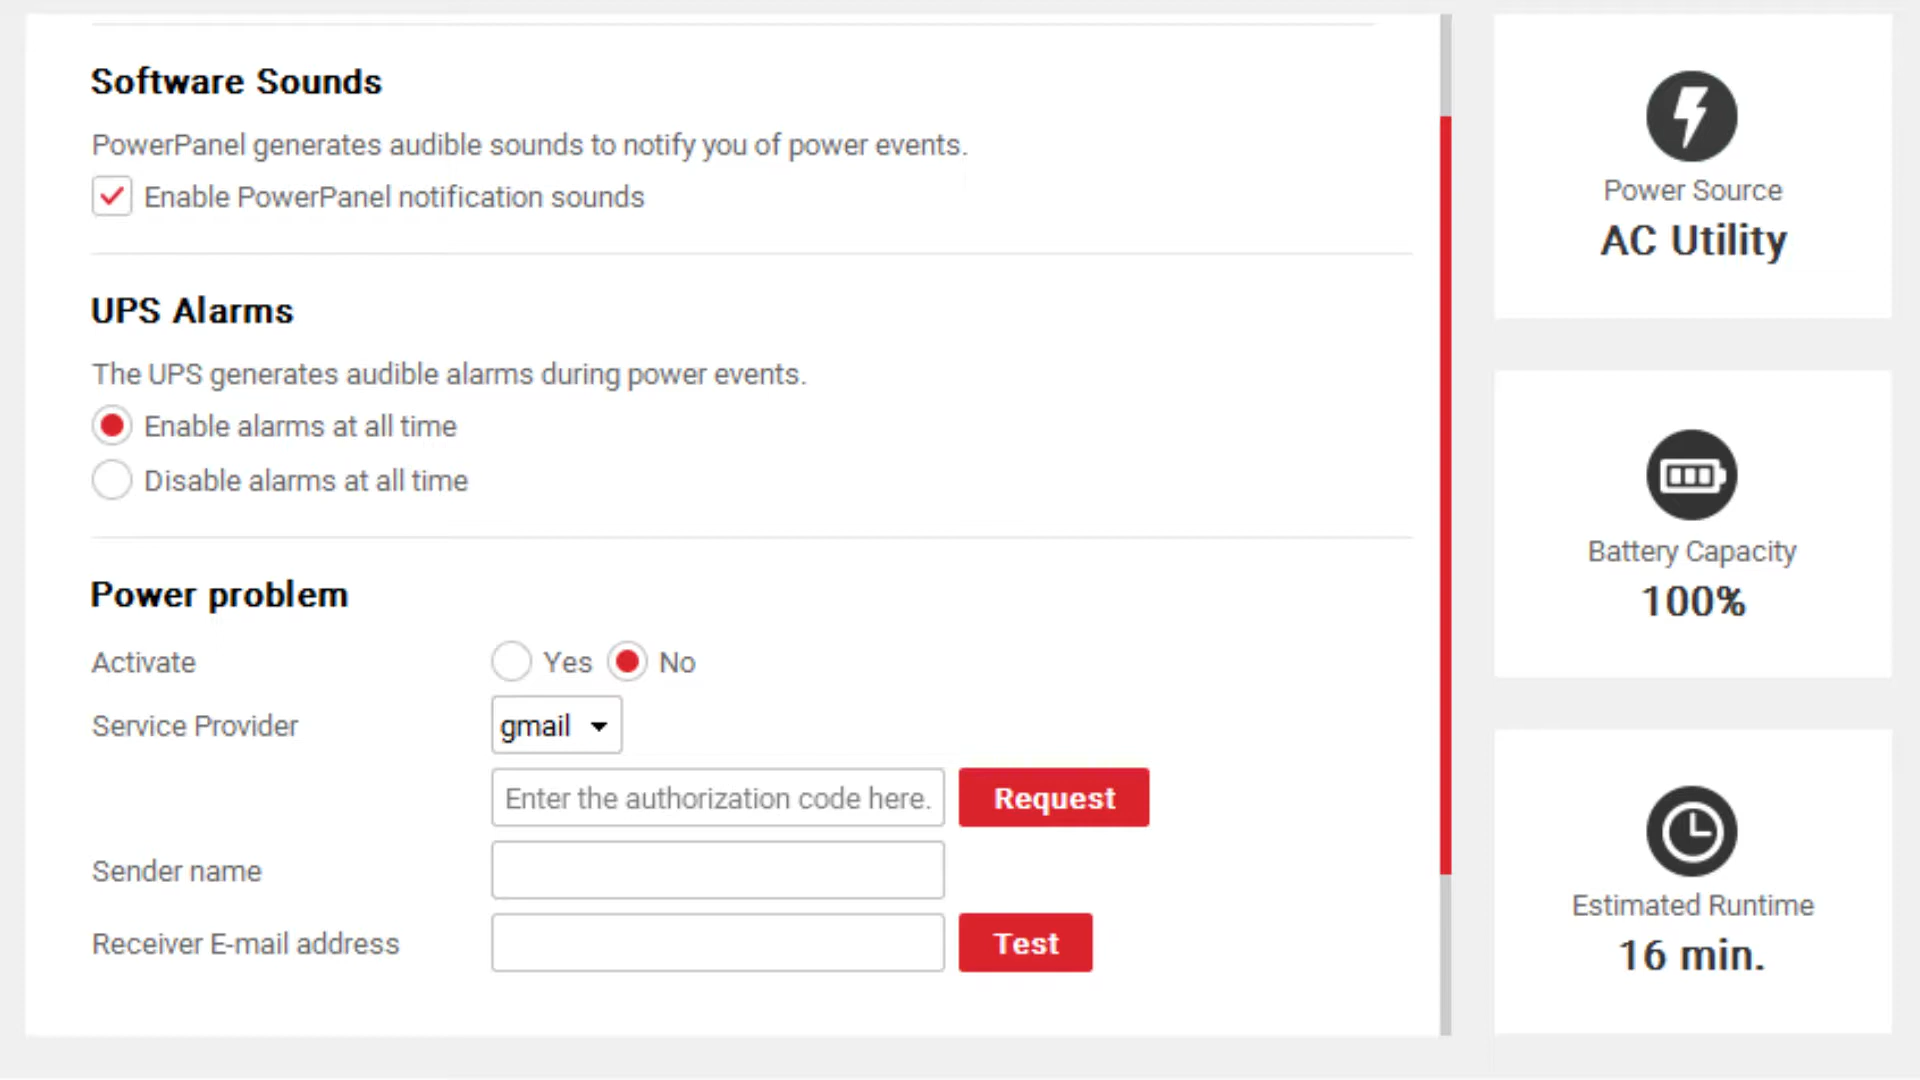 Software Sounds
PowerPanel generates audible sounds to notify you of power events.
Enable PowerPanel notification sounds
UPS Alarms
The UPS generates audible alarms during power events.
Enable alarms at all time
Disable alarms at all time
Power problem
Activate Yes No
Service Provider gmail
Enter the authorization code here. Request
Sender name
Receiver E-mail address Test
Power Source
AC Utility
Battery Capacity
100%
Estimated Runtime
16 min.